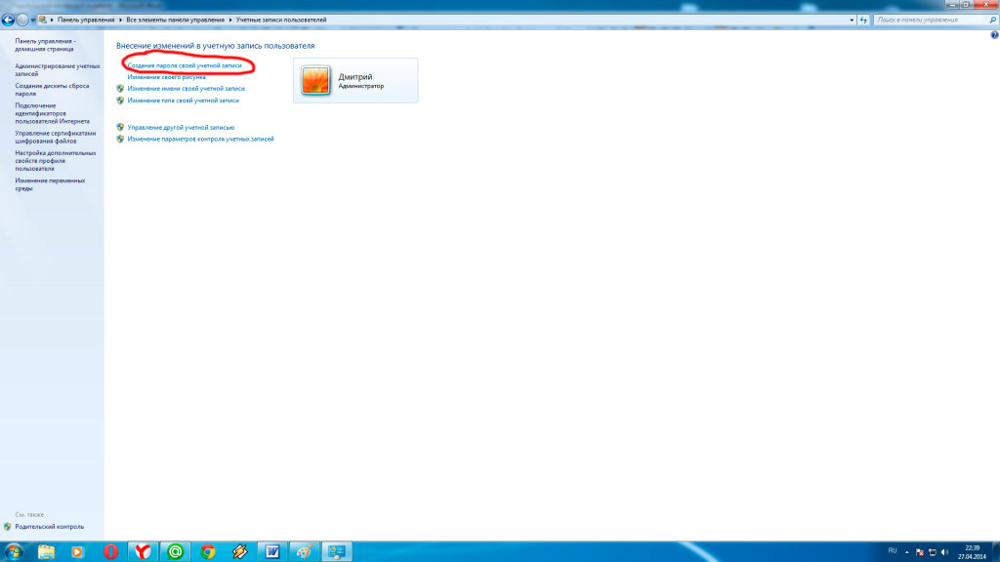 Панель управления
Все элементы панели управления
Учетные записи пользователей
Поиск в панели управления
Панель управления -
домашняя страница
Администрирование учетных
записей
Создание дискеты сброса
пароля
Подключение
идентификаторов
пользователей Интернета
Управление сертификатами
шифрования файлов
Настройка дополнительных
свойств профиля
пользователя
Изменение переменных
среды
Внесение изменений в учетную запись пользователя
Создание пароля своей учетной записи
Изменение своего рисунка
Изменение имени своей учетной записи
Изменение типа своей учетной записи
Управление другой учетной записью
Изменение параметров контроля учетных записей
Дмитрий
Администратор
См. также
Родительский контроль
RU
22:39
27.04.2014